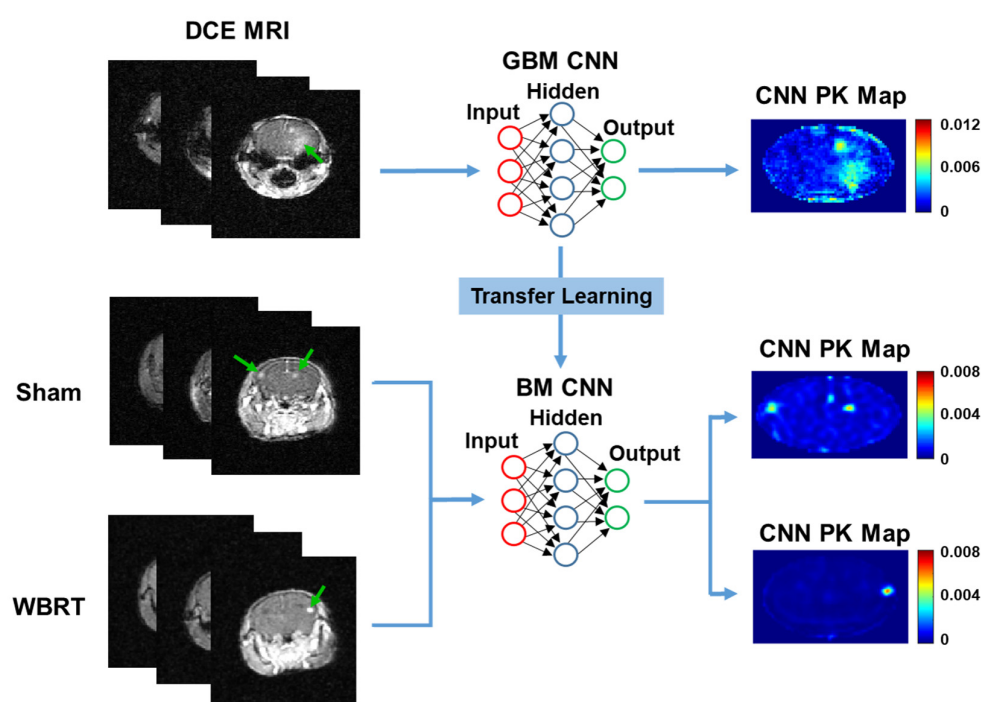 DCE MRI
GBM CNN
Hidden
Input
Output
CNN PK Map
0.012
0.006
0
Transfer Learning
Sham
BM CNN
Hidden
Input
Output
CNN PK Map
0.008
0.004
0
WBRT
CNN PK Map
0.008
0.004
0